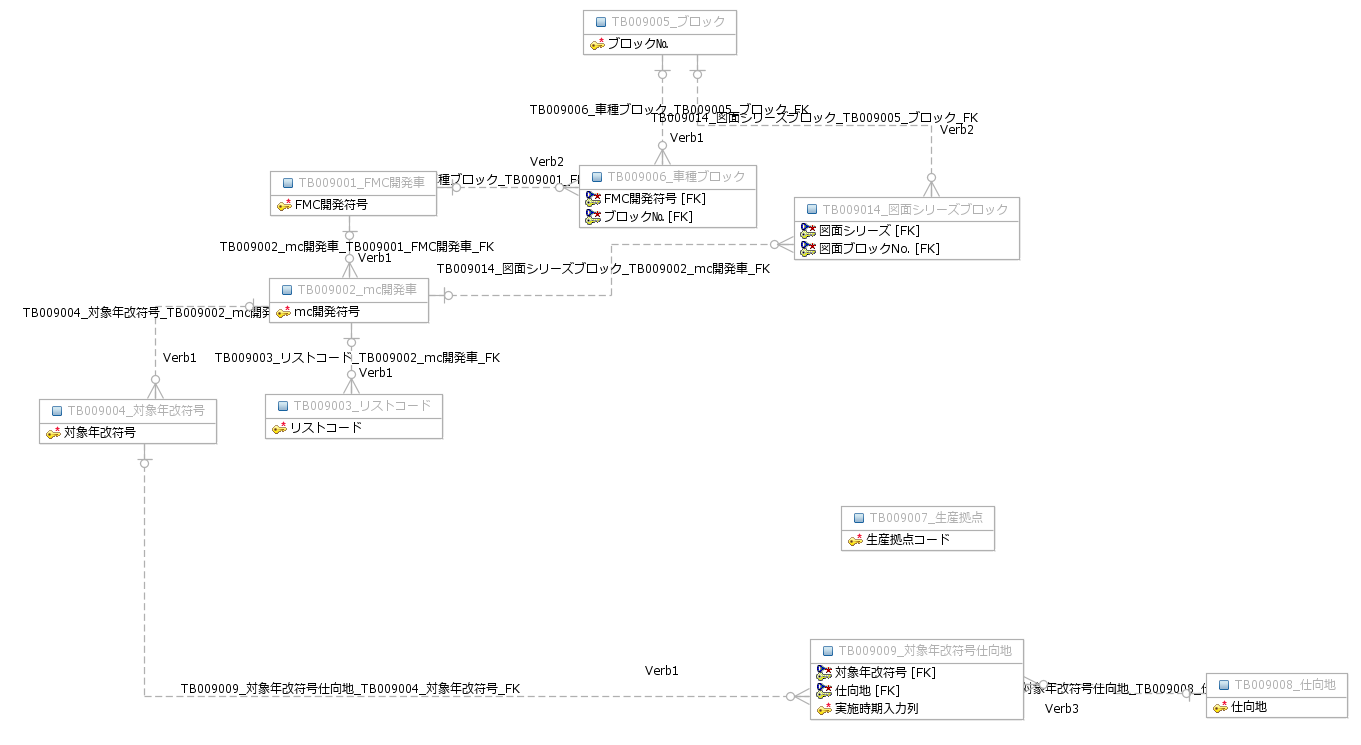 TB009005_ブロック
ブロック№
TB009006_車種ブロック_TB009005_ブロック_FK
TB009014_図面シリーズブロック_TB009005_ブロック_FK
Verb2
Verb1
Verb2
TB009001_FMC開発車
FMC開発符号
種ブロック_TB009001_F
TB009006_車種ブロック
FMC開発符号 [FK]
ブロック№ [FK]
TB009014_図面シリーズブロック
図面シリーズ [FK]
図面ブロックNo. [FK]
TB009002_mc開発車_TB009001_FMC開発車_FK
Verb1
TB009014_図面シリーズブロック_TB009002_mc開発車_FK
TB009002_mc開発車
mc開発符号
TB009004_対象年改符号_TB009002_mc開
Verb1
TB009003_リストコード_TB009002_mc開発車_FK
Verb1
TB009004_対象年改符号
対象年改符号
TB009003_リストコード
リストコード
TB009007_生産拠点
生産拠点コード
Verb1
TB009009_対象年改符号仕向地_TB009004_対象年改符号_FK
TB009009_対象年改符号仕向地
対象年改符号 [FK]
仕向地 [FK]
実施時期入力列
対象年改符号仕向地_TB009008_
Verb3
TB009008_仕向地
仕向地